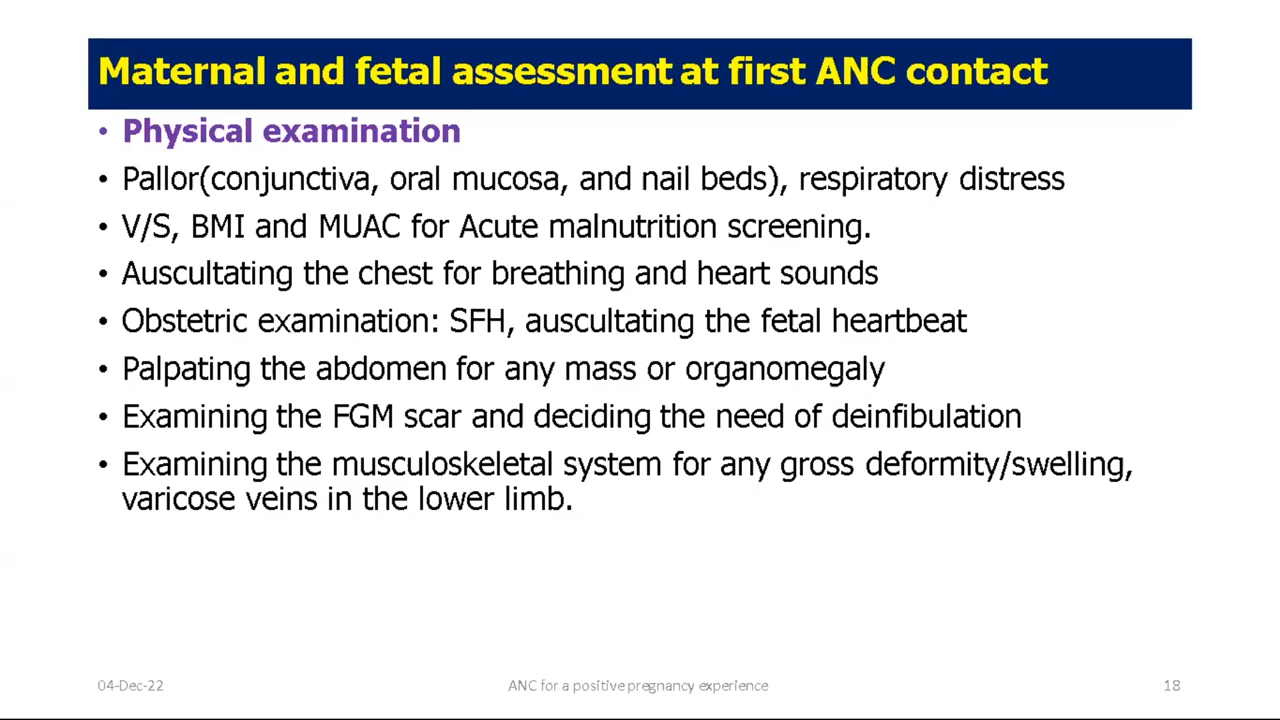 Maternal and fetal assessment at first ANC contact
• Physical examination
• Pallor(conjunctiva, oral mucosa, and nail beds), respiratory distress
• V/S, BMI and MUAC for Acute malnutrition screening.
• Auscultating the chest for breathing and heart sounds
• Obstetric examination: SFH, auscultating the fetal heartbeat
• Palpating the abdomen for any mass or organomegaly
• Examining the FGM scar and deciding the need of deinfibulation
• Examining the musculoskeletal system for any gross deformity/swelling,
varicose veins in the lower limb.
04-Dec-22 ANC for a positive pregnancy experience 18